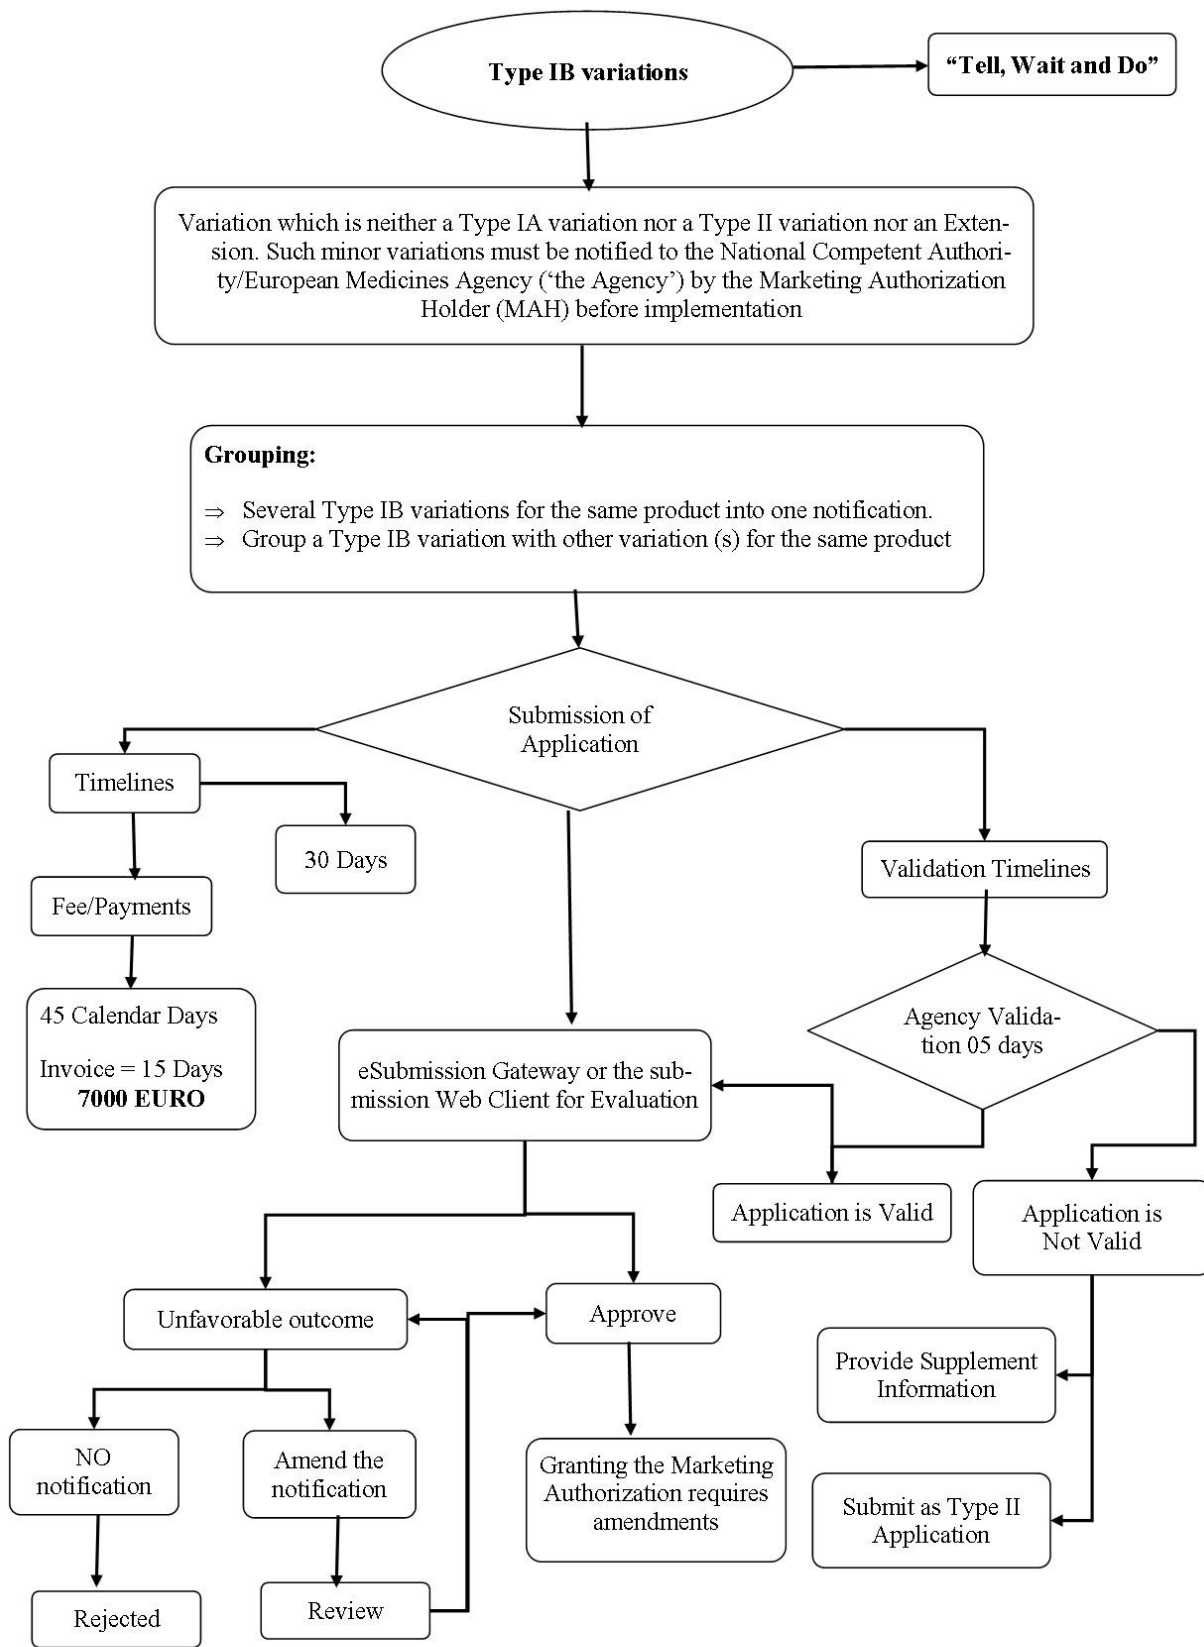 Type IB variations
“Tell, Wait and Do”
Variation which is neither a Type IA variation nor a Type II variation nor an Exten-
sion. Such minor variations must be notified to the National Competent Authori-
ty/European Medicines Agency (‘the Agency’) by the Marketing Authorization
Holder (MAH) before implementation
Grouping:
⇒ Several Type IB variations for the same product into one notification.
⇒ Group a Type IB variation with other variation (s) for the same product
Submission of
Application
Timelines
30 Days
Fee/Payments
45 Calendar Days
Invoice = 15 Days
7000 EURO
Validation Timelines
Agency Valida-
tion 05 days
eSubmission Gateway or the sub-
mission Web Client for Evaluation
Application is Valid
Application is
Not Valid
Unfavorable outcome
Approve
Provide Supplement
Information
NO
notification
Amend the
notification
Granting the Marketing
Authorization requires
amendments
Submit as Type II
Application
Rejected
Review